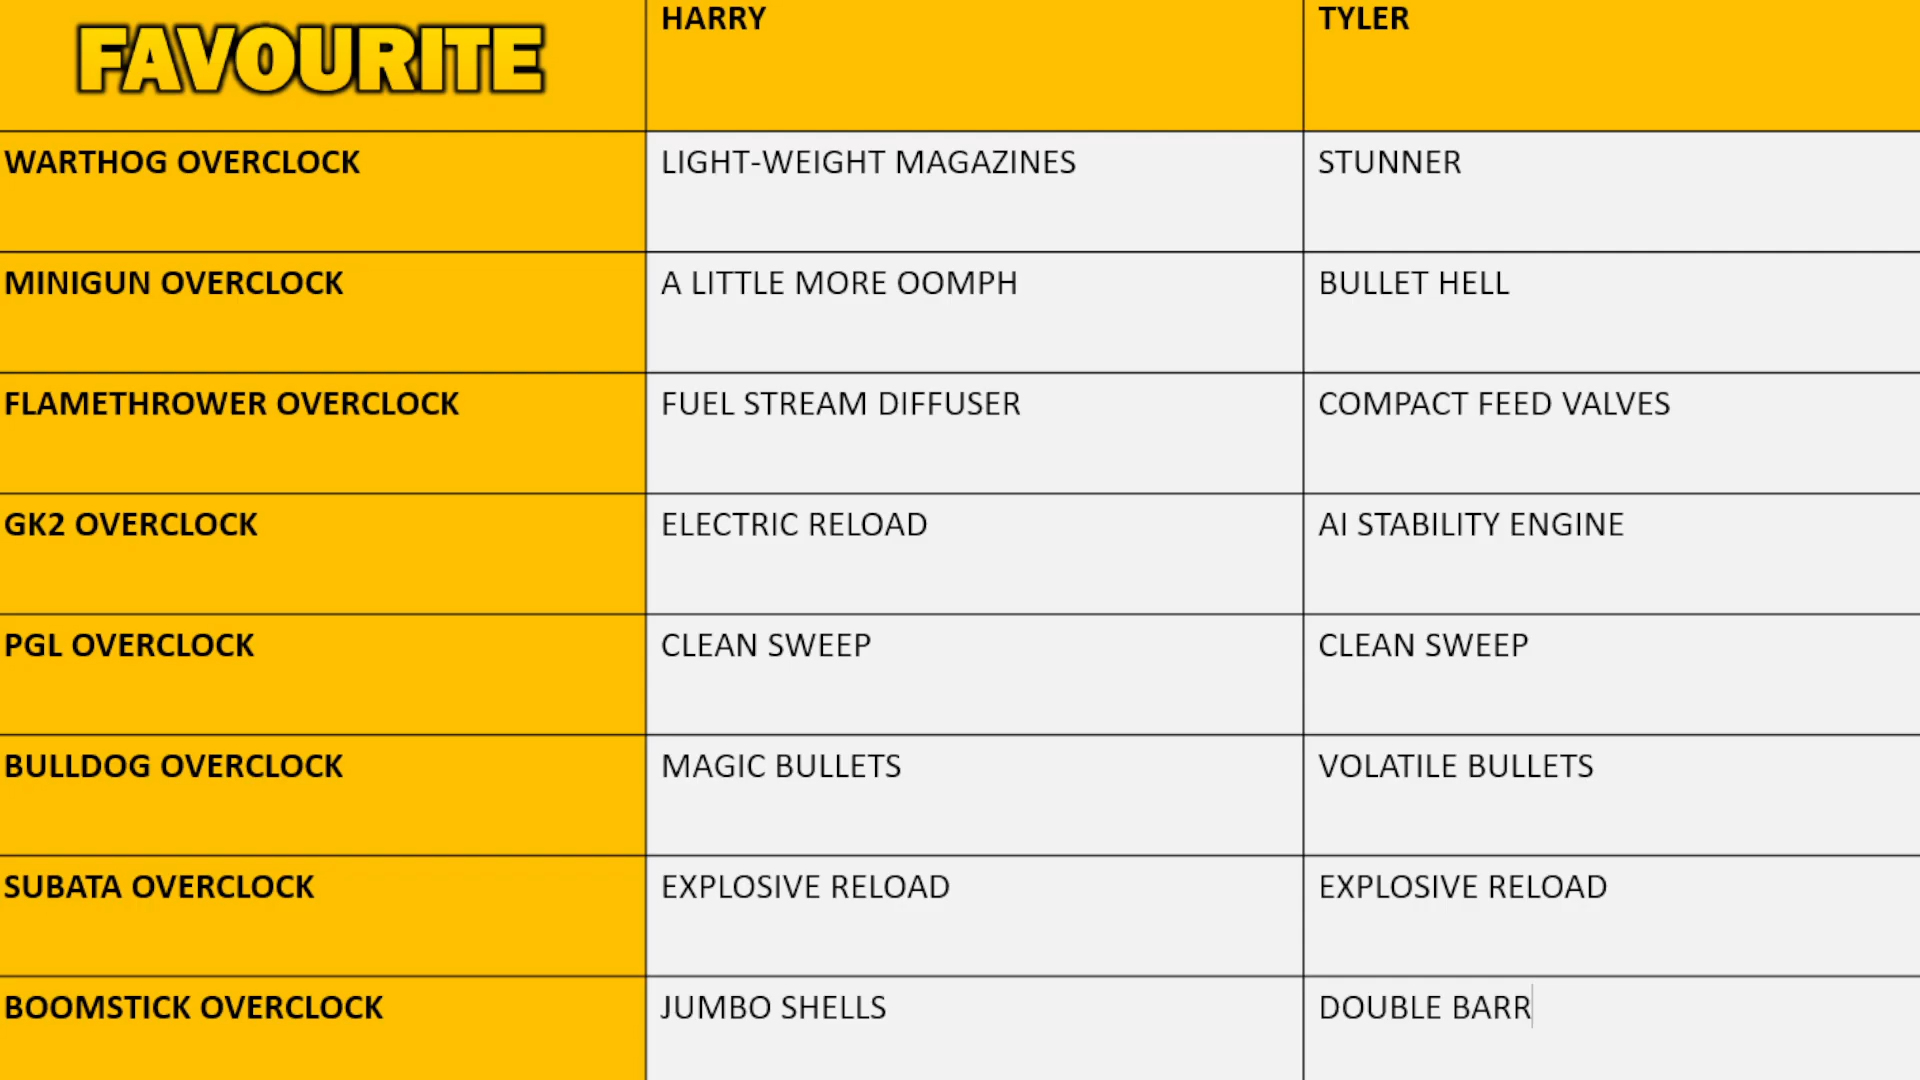 FAVOURITE HARRY TYLER
WARTHOG OVERCLOCK LIGHT-WEIGHT MAGAZINES STUNNER
MINIGUN OVERCLOCK A LITTLE MORE OOMPH BULLET HELL
FLAMETHROWER OVERCLOCK FUEL STREAM DIFFUSER COMPACT FEED VALVES
GK2 OVERCLOCK ELECTRIC RELOAD AI STABILITY ENGINE
PGL OVERCLOCK CLEAN SWEEP CLEAN SWEEP
BULLDOG OVERCLOCK MAGIC BULLETS VOLATILE BULLETS
SUBATA OVERCLOCK EXPLOSIVE RELOAD EXPLOSIVE RELOAD
BOOMSTICK OVERCLOCK JUMBO SHELLS DOUBLE BARR